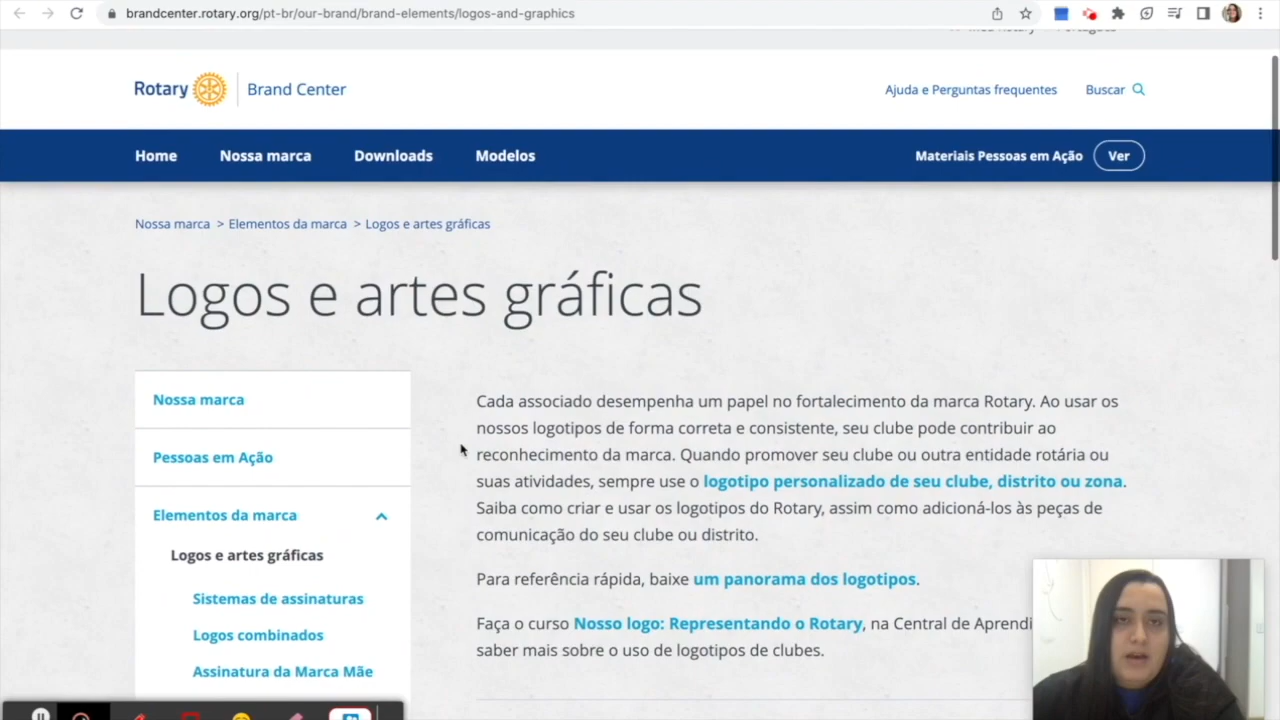 brandcenter.rotary.org/pt-br/our-brand/brand-elements/logos-and-graphics
Rotary
Brand Center
Ajuda e Perguntas frequentes
Buscar
Home
Nossa marca
Downloads
Modelos
Materiais Pessoas em Ação
Ver
Nossa marca > Elementos da marca > Logos e artes gráficas
Logos e artes gráficas
Nossa marca
Pessoas em Ação
Elementos da marca
Logos e artes gráficas
Sistemas de assinaturas
Logos combinados
Assinatura da Marca Mãe
Cada associado desempenha um papel no fortalecimento da marca Rotary. Ao usar os
nossos logotipos de forma correta e consistente, seu clube pode contribuir ao
reconhecimento da marca. Quando promover seu clube ou outra entidade rotária ou
suas atividades, sempre use o logotipo personalizado de seu clube, distrito ou zona.
Saiba como criar e usar os logotipos do Rotary, assim como adicioná-los às peças de
comunicação do seu clube ou distrito.
Para referência rápida, baixe um panorama dos logotipos.
Faça o curso Nosso logo: Representando o Rotary, na Central de Aprendi
saber mais sobre o uso de logotipos de clubes.